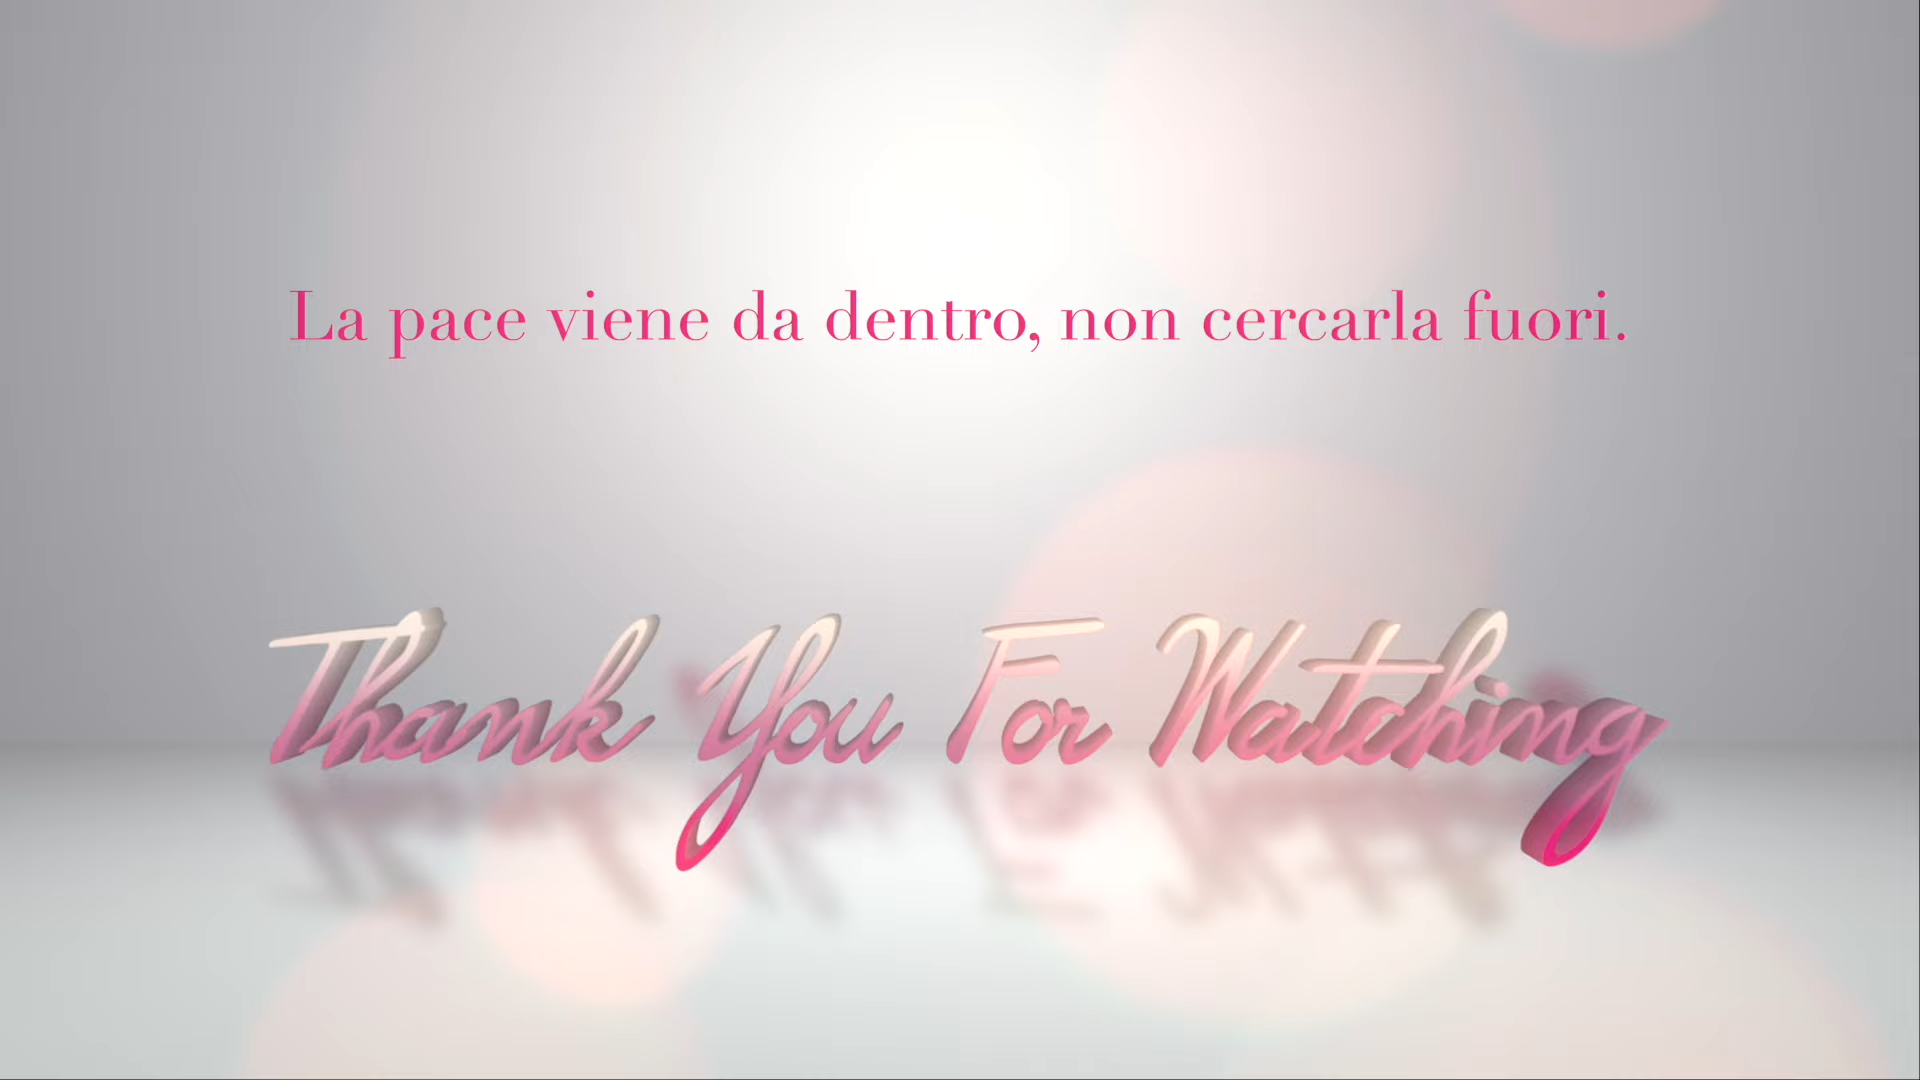 La pace viene da dentro, non cercarla fuori.
Thank You For Watching